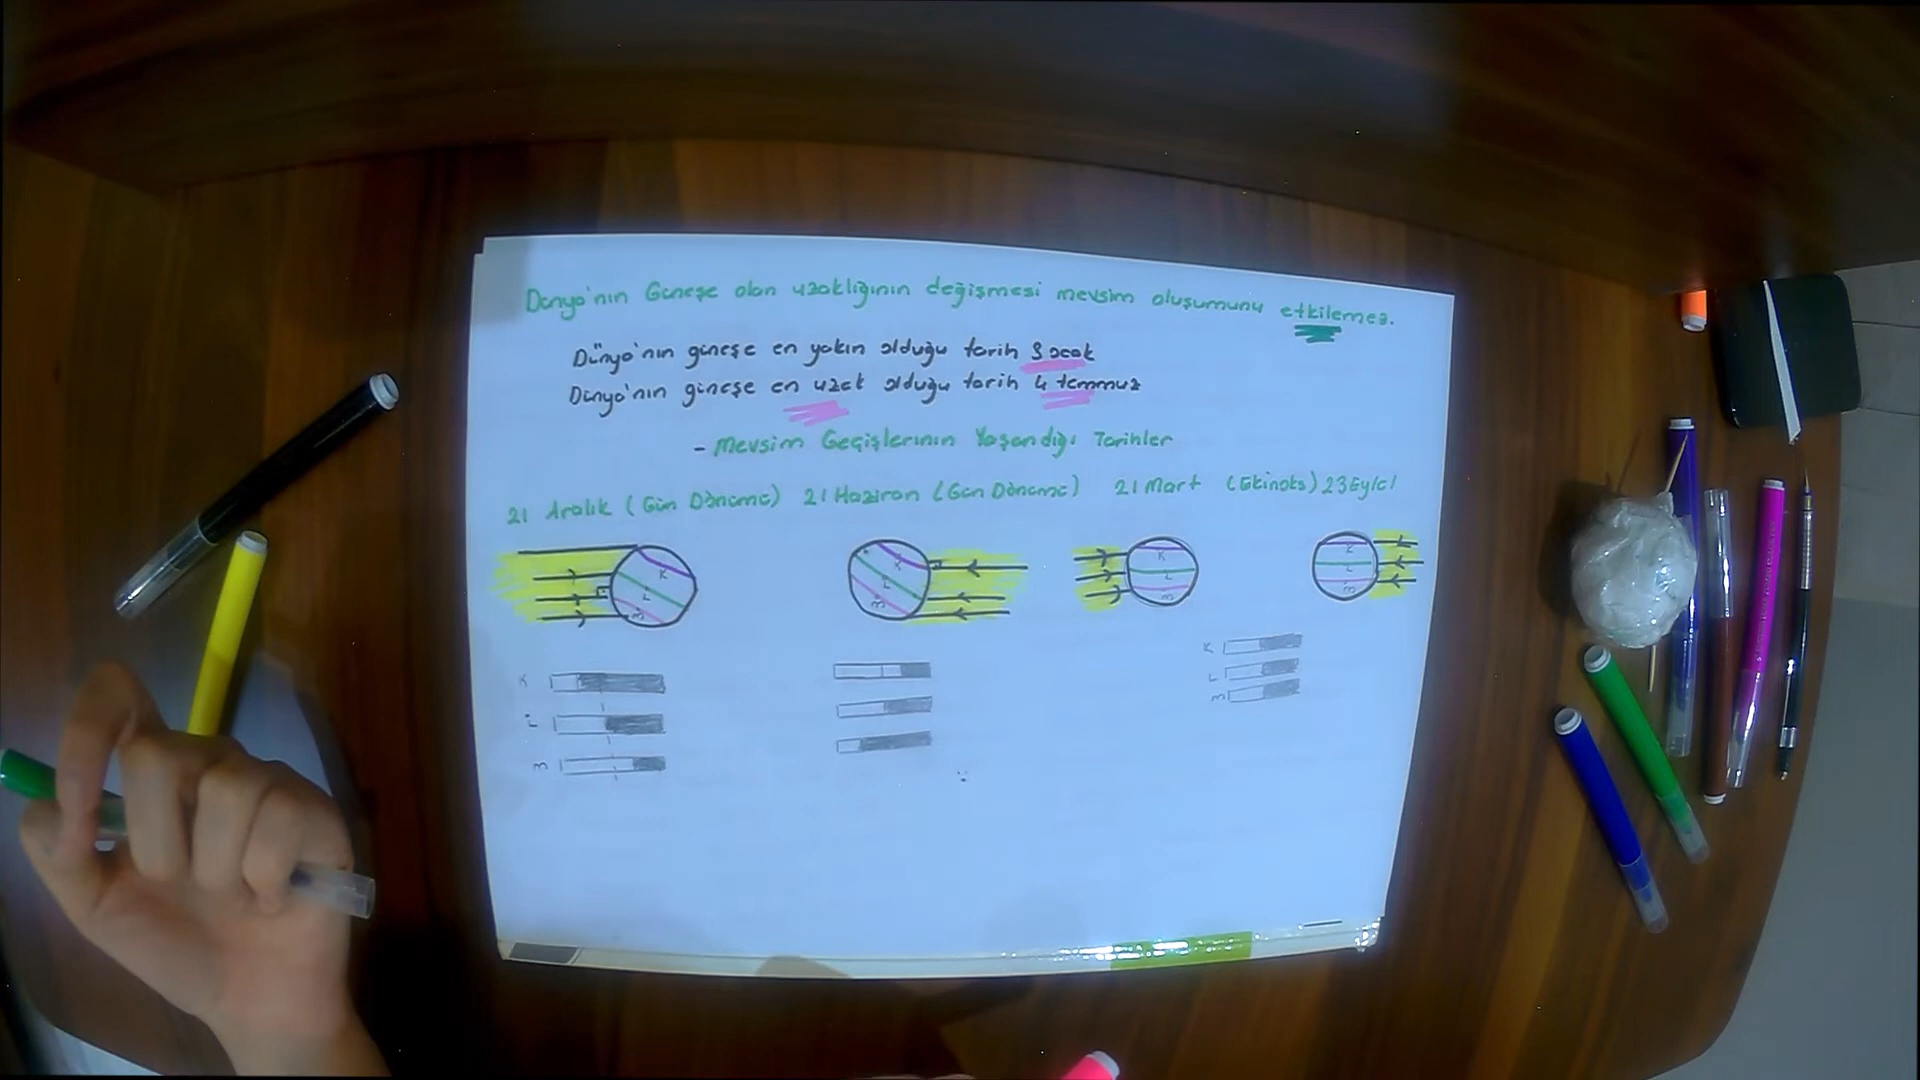 Dünya'nın Güneşe olan uzaklığının değişmesi mevsim oluşumunu etkilemez.
Dünya'nın güneşe en yakın olduğu tarih 3 ocak
Dünya'nın güneşe en uzak olduğu tarih 4 temmuz
- Mevsim Geçişlerinin Yaşandığı Tarihler
21 Aralık (Gün Dönümü) 21 Haziran (Gün Dönümü) 21 Mart (Ekinoks) 23 Eylül
K K K K
L L L L
m m m m
K K
L L
m m